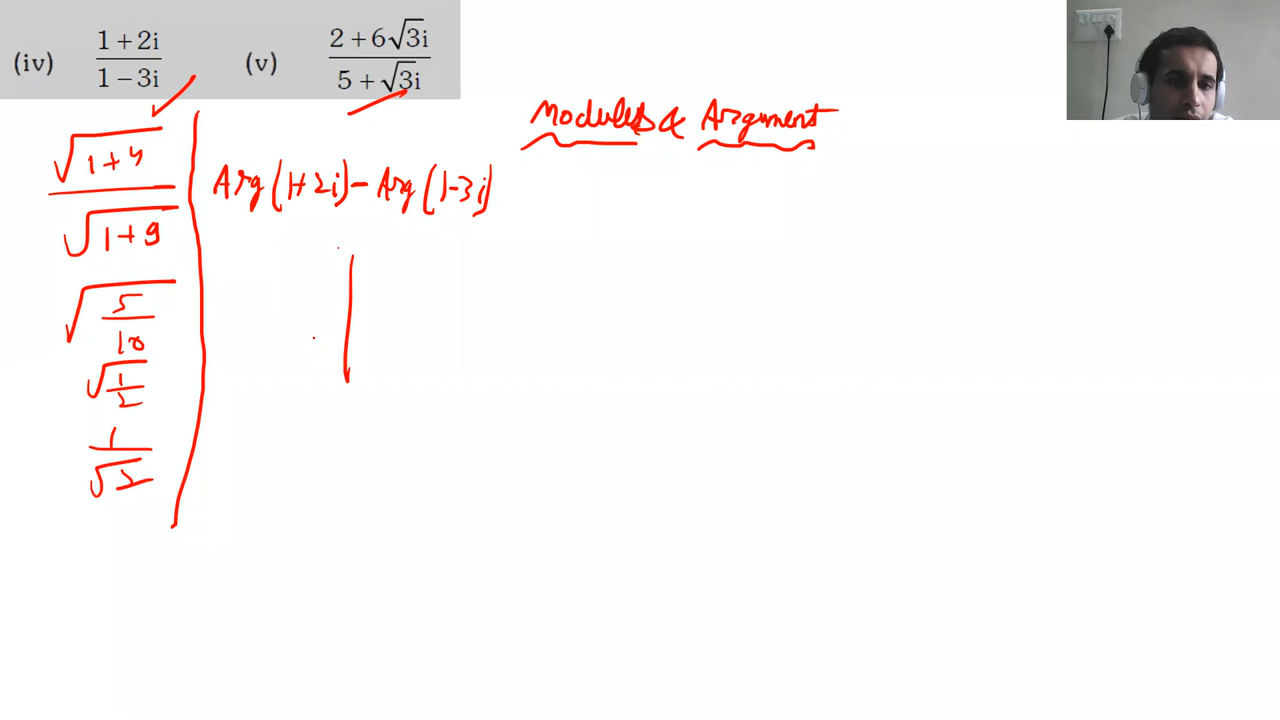 (iv) (1 + 2i)/(1 − 3i) (v) (2 + 6√3i)/(5 + √3i)
Modulus & Argument
√(1+4)
√(1+9)
Arg(1+2i) − Arg(1−3i)
√(5/10)
√(1/2)
1/√2